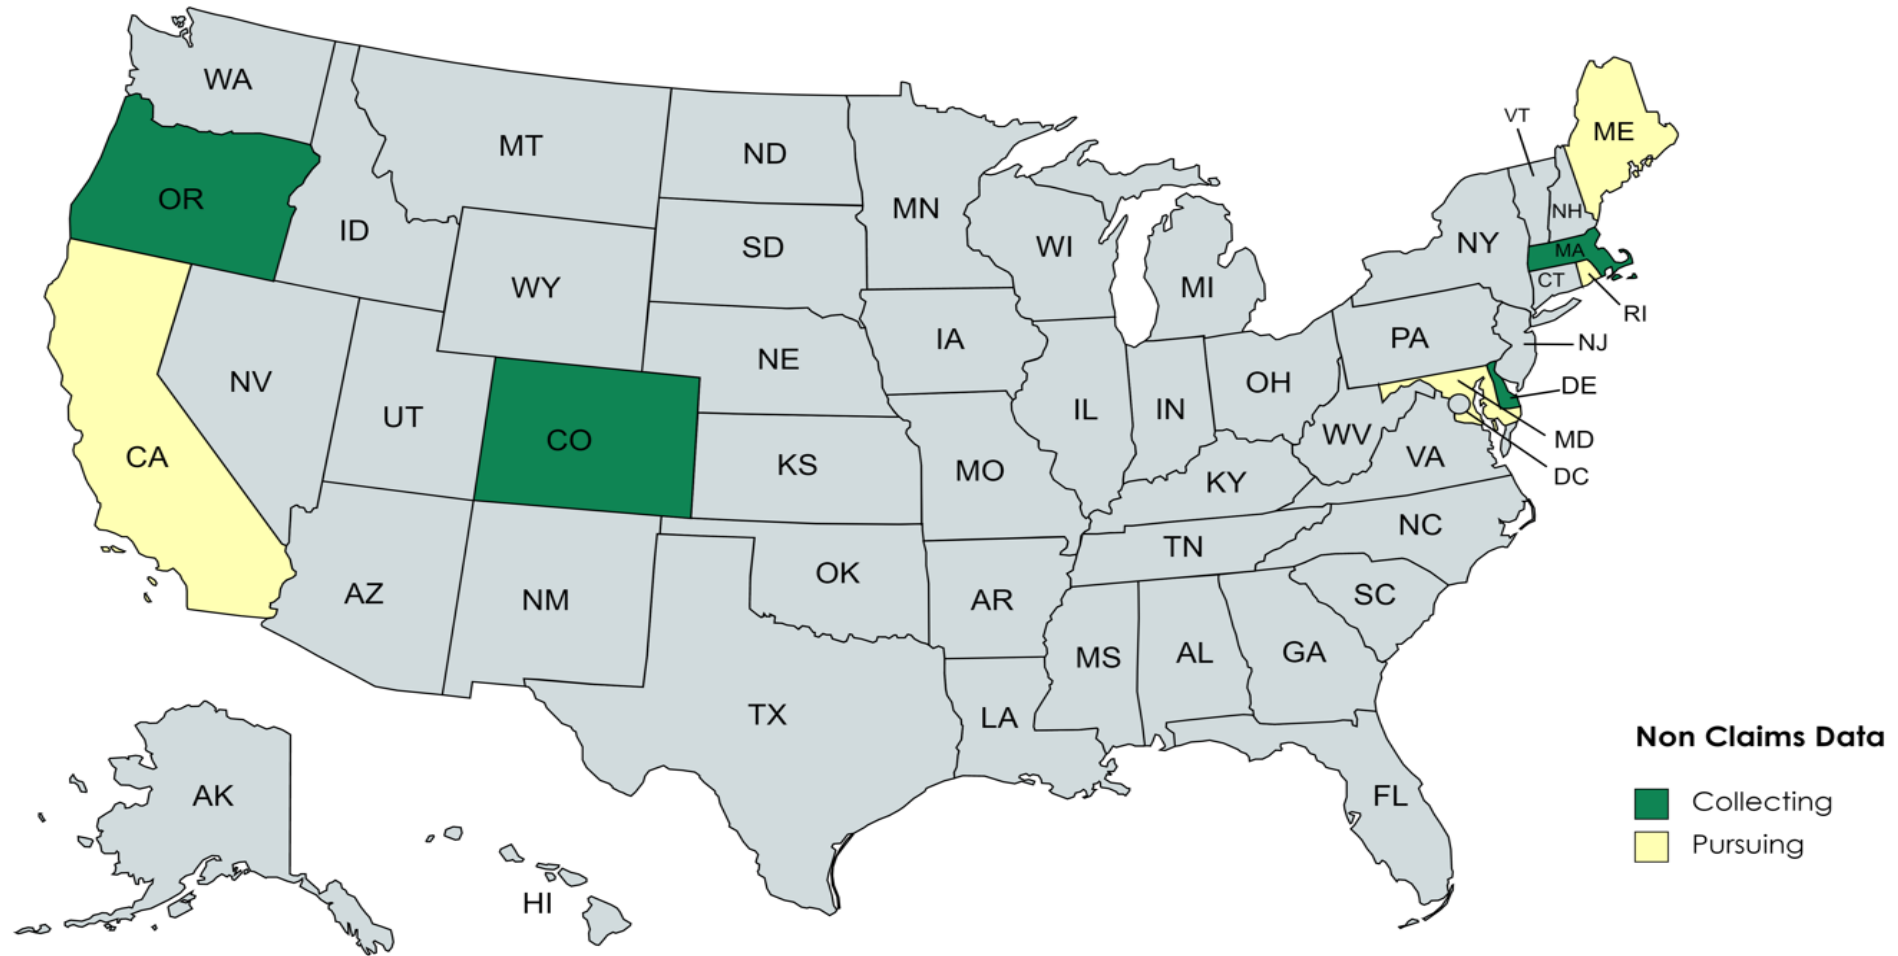 WA
MT
ND
MN
VT
ME
OR
ID
SD
WI
NY
NH
MA
WY
MI
CT
RI
IA
PA
NJ
NE
OH
DE
NV
UT
IL
IN
CO
WV
MD
CA
KS
MO
VA
DC
KY
NC
TN
AZ
NM
OK
AR
SC
MS
AL
GA
TX
LA
Non Claims Data
AK
FL
Collecting
Pursuing
HI